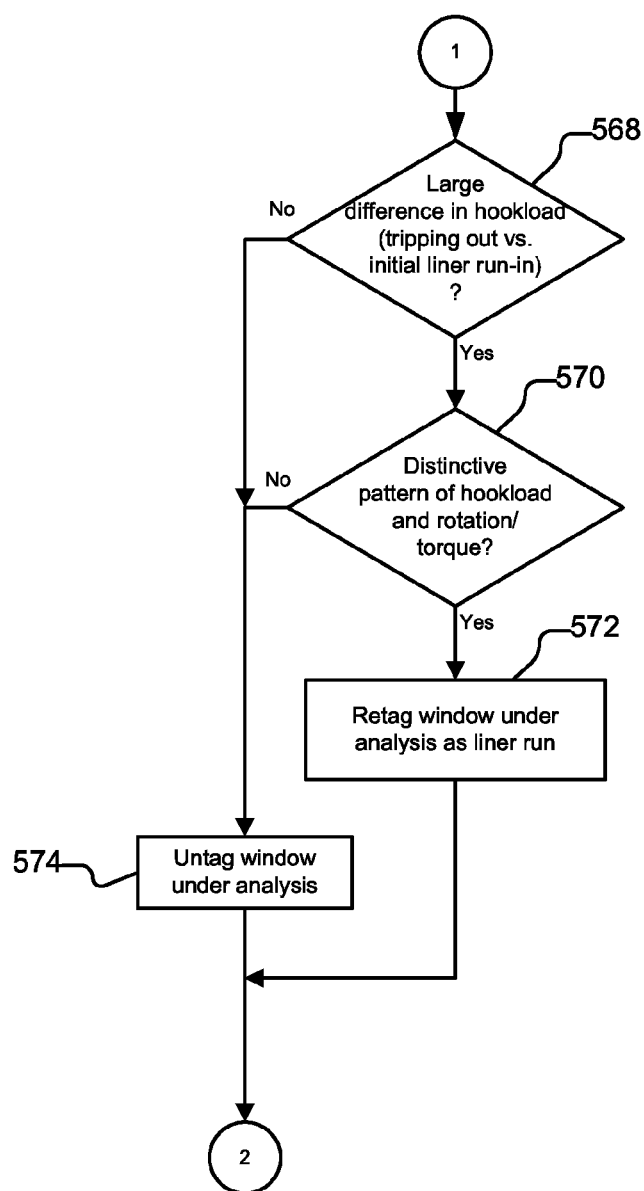 1
568
Large
difference in hookload
(tripping out vs.
initial liner run-in)
?
No
Yes
570
Distinctive
pattern of hookload
and rotation/
torque?
No
Yes
572
Retag window under
analysis as liner run
574
Untag window
under analysis
2